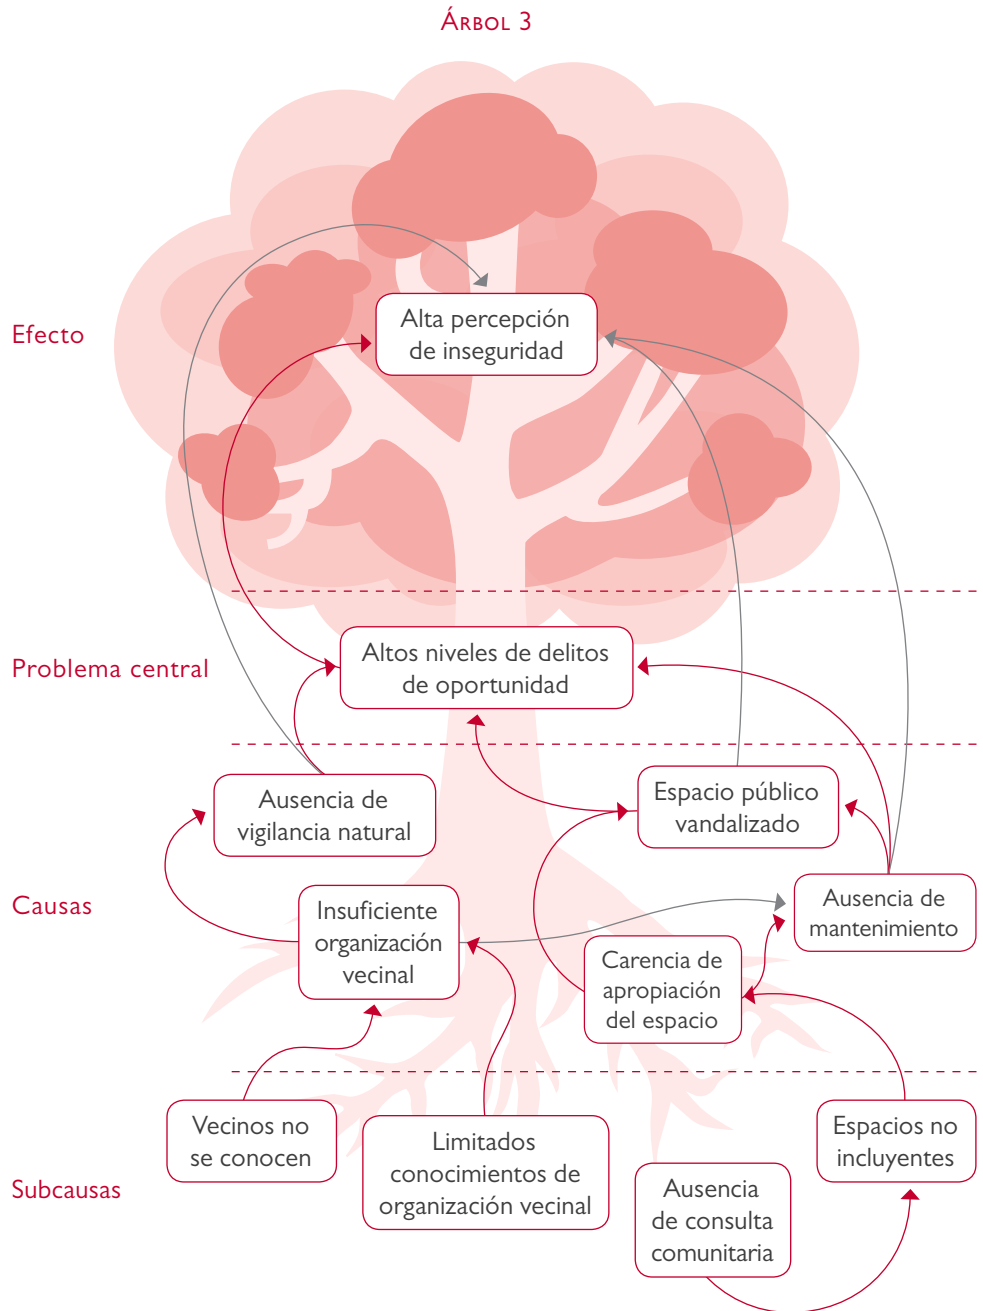 ÁRBOL 3
Efecto
Alta percepción
de inseguridad
Problema central
Altos niveles de delitos
de oportunidad
Ausencia de
vigilancia natural
Espacio público
vandalizado
Causas
Insuficiente
organización
vecinal
Ausencia de
mantenimiento
Carencia de
apropiación
del espacio
Subcausas
Vecinos no
se conocen
Limitados
conocimientos de
organización vecinal
Ausencia
de consulta
comunitaria
Espacios no
incluyentes